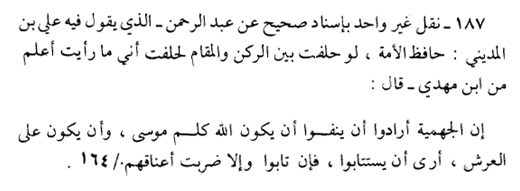 ١٨٧ ـ نقل غير واحد بإسناد صحيح عن عبد الرحمن ـ الذي يقول فيه علي بن
المديني : حافظ الأمة ، لو حلفت بين الركن والمقام لحلفت أني ما رأيت أعلم
من ابن مهدي ـ قال :
إن الجهمية أرادوا أن ينفوا أن يكون الله كلم موسى ، وأن يكون على
العرش ، أرى أن يستتابوا ، فإن تابوا وإلا ضربت أعناقهم ./ ١٦٤ .